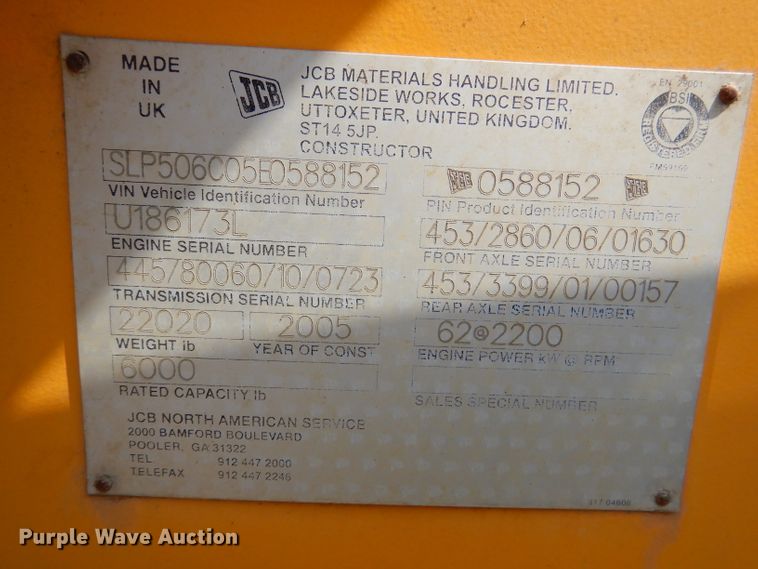 MADE
IN
UK
JCB
JCB MATERIALS HANDLING LIMITED.
LAKESIDE WORKS, ROCESTER,
UTTOXETER, UNITED KINGDOM.
ST14 5JP.
CONSTRUCTOR
EN 29001
BSI
SLP506C05E0588152
VIN Vehicle Identification Number
0588152
PIN Product Identification Number
U186173L
ENGINE SERIAL NUMBER
453/2860/06/01630
FRONT AXLE SERIAL NUMBER
445/80060/10/0723
TRANSMISSION SERIAL NUMBER
453/3399/01/00157
REAR AXLE SERIAL NUMBER
22020 2005
WEIGHT lb YEAR OF CONST
62@2200
ENGINE POWER kW @ RPM
6000
RATED CAPACITY lb
SALES SPECIAL NUMBER
JCB NORTH AMERICAN SERVICE
2000 BAMFORD BOULEVARD
POOLER, GA 31322
TEL 912 447 2000
TELEFAX 912 447 2246
Purple Wave Auction